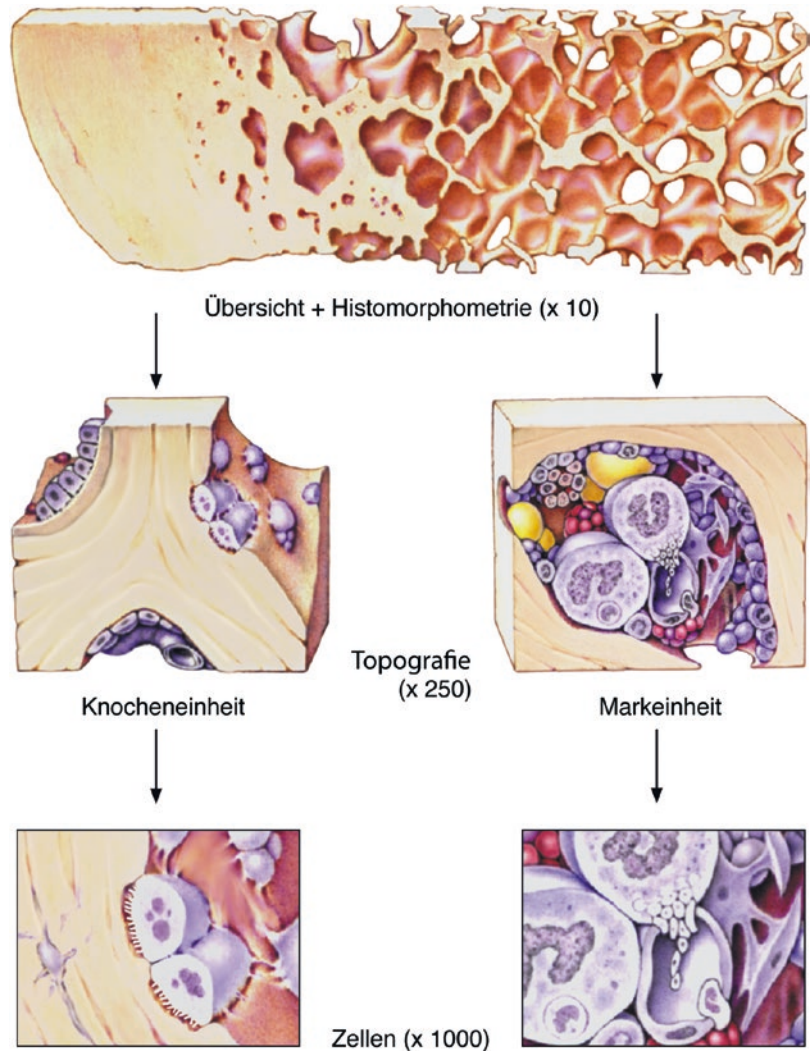 Übersicht + Histomorphometrie (x 10)
Topografie
(x 250)
Knocheneinheit
Markeinheit
Zellen (x 1000)